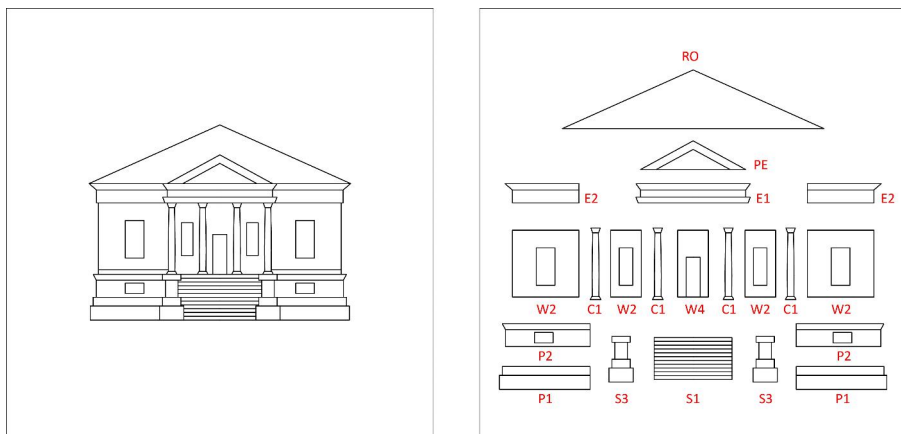 RO
PE
E2 E1 E2
W2 C1 W2 C1 W4 C1 W2 C1 W2
P2 P2
P1 S3 S1 S3 P1